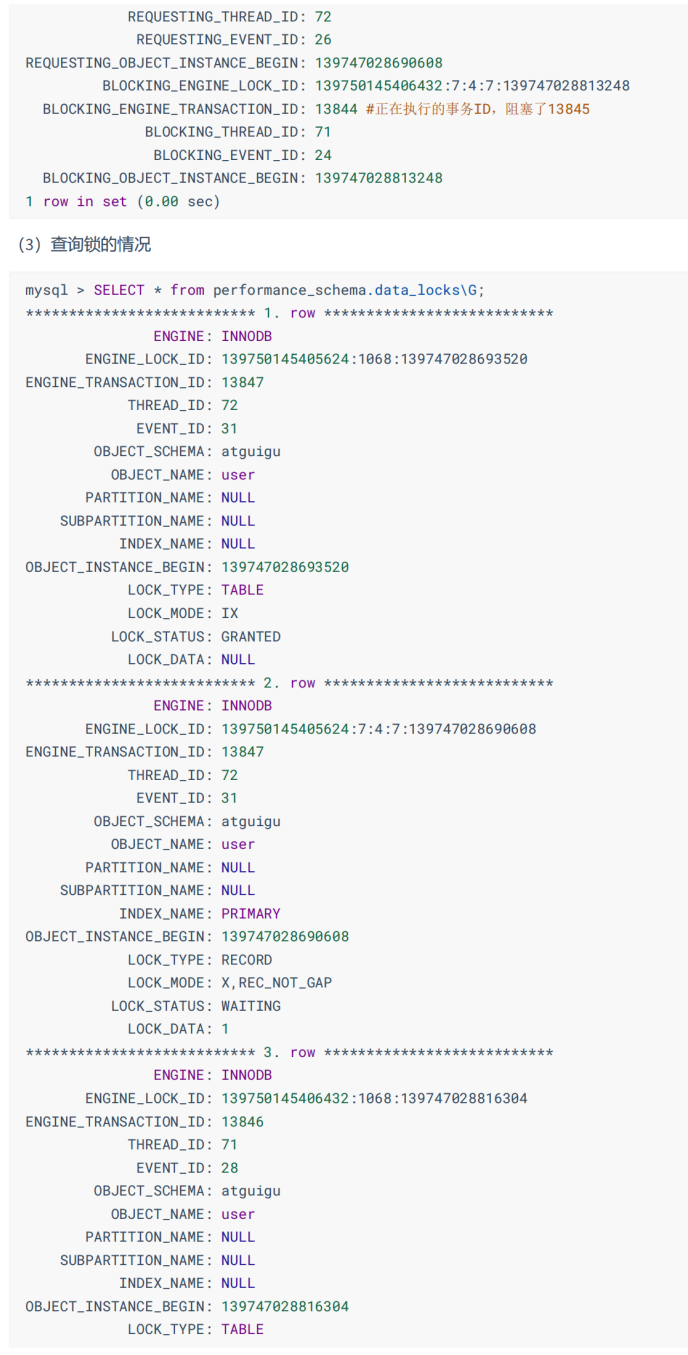 REQUESTING_THREAD_ID: 72
REQUESTING_EVENT_ID: 26
REQUESTING_OBJECT_INSTANCE_BEGIN: 139747028690608
BLOCKING_ENGINE_LOCK_ID: 139750145406432:7:4:7:139747028813248
BLOCKING_ENGINE_TRANSACTION_ID: 13844 #正在执行的事务ID，阻塞了13845
BLOCKING_THREAD_ID: 71
BLOCKING_EVENT_ID: 24
BLOCKING_OBJECT_INSTANCE_BEGIN: 139747028813248
1 row in set (0.00 sec)
（3）查询锁的情况
mysql > SELECT * from performance_schema.data_locks\G;
*************************** 1. row ***************************
ENGINE: INNODB
ENGINE_LOCK_ID: 139750145405624:1068:139747028693520
ENGINE_TRANSACTION_ID: 13847
THREAD_ID: 72
EVENT_ID: 31
OBJECT_SCHEMA: atguigu
OBJECT_NAME: user
PARTITION_NAME: NULL
SUBPARTITION_NAME: NULL
INDEX_NAME: NULL
OBJECT_INSTANCE_BEGIN: 139747028693520
LOCK_TYPE: TABLE
LOCK_MODE: IX
LOCK_STATUS: GRANTED
LOCK_DATA: NULL
*************************** 2. row ***************************
ENGINE: INNODB
ENGINE_LOCK_ID: 139750145405624:7:4:7:139747028690608
ENGINE_TRANSACTION_ID: 13847
THREAD_ID: 72
EVENT_ID: 31
OBJECT_SCHEMA: atguigu
OBJECT_NAME: user
PARTITION_NAME: NULL
SUBPARTITION_NAME: NULL
INDEX_NAME: PRIMARY
OBJECT_INSTANCE_BEGIN: 139747028690608
LOCK_TYPE: RECORD
LOCK_MODE: X,REC_NOT_GAP
LOCK_STATUS: WAITING
LOCK_DATA: 1
*************************** 3. row ***************************
ENGINE: INNODB
ENGINE_LOCK_ID: 139750145406432:1068:139747028816304
ENGINE_TRANSACTION_ID: 13846
THREAD_ID: 71
EVENT_ID: 28
OBJECT_SCHEMA: atguigu
OBJECT_NAME: user
PARTITION_NAME: NULL
SUBPARTITION_NAME: NULL
INDEX_NAME: NULL
OBJECT_INSTANCE_BEGIN: 139747028816304
LOCK_TYPE: TABLE